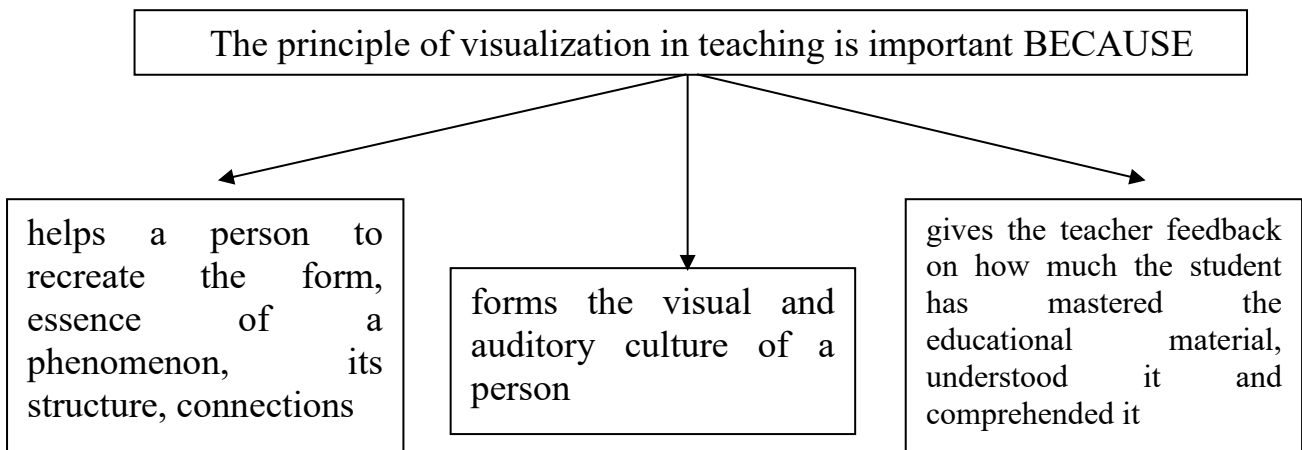 The principle of visualization in teaching is important BECAUSE
helps a person to
recreate the form,
essence of a
phenomenon, its
structure, connections
forms the visual and
auditory culture of a
person
gives the teacher feedback
on how much the student
has mastered the
educational material,
understood it and
comprehended it